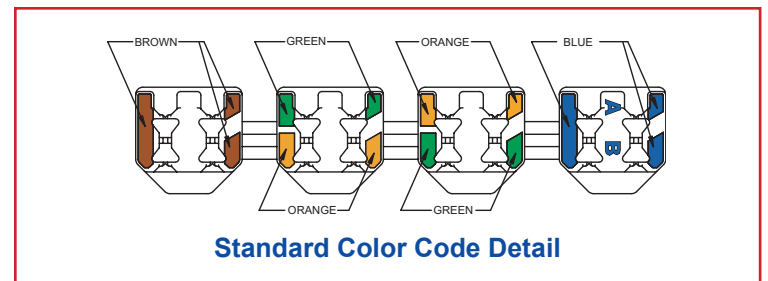 BROWN GREEN ORANGE BLUE
A
B
ORANGE GREEN
Standard Color Code Detail